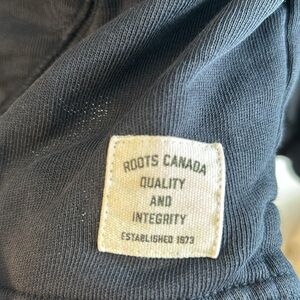 ROOTS CANADA
QUALITY
AND
INTEGRITY
ESTABLISHED 1973